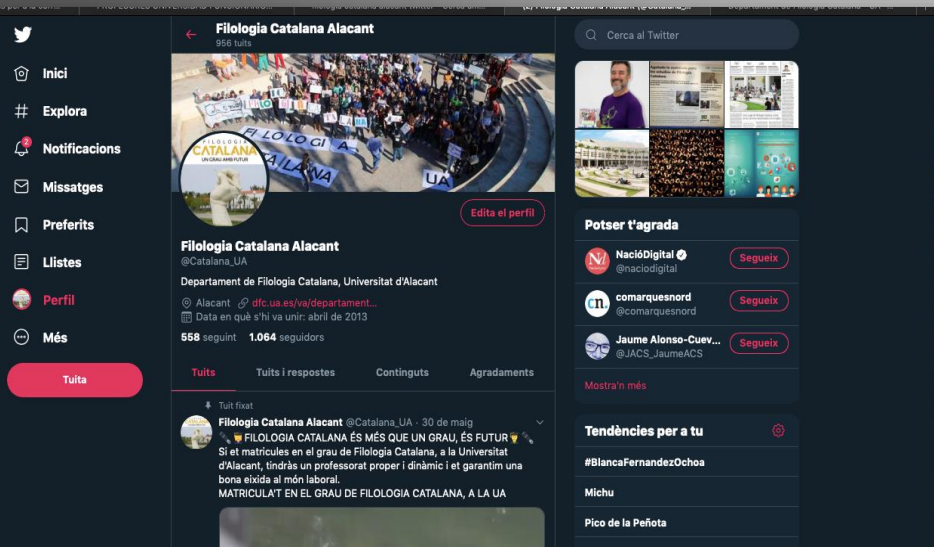 Filologia Catalana Alacant
956 tuits
Inici
Explora
2
Notificacions
Missatges
Preferits
Llistes
Perfil
Més
Tuita
FILOLOGIA
CATALANA
UA
FILOLOGIA
CATALANA
UN GRAU AMB FUTUR
Edita el perfil
Filologia Catalana Alacant
@Catalana_UA
Departament de Filologia Catalana, Universitat d'Alacant
Alacant dfc.ua.es/va/departament...
Data en què s'hi va unir: abril de 2013
558 seguint 1.064 seguidors
Tuits Tuits i respostes Continguts Agradaments
Tuit fixat
Filologia Catalana Alacant @Catalana_UA · 30 de maig
FILOLOGIA CATALANA ÉS MÉS QUE UN GRAU, ÉS FUTUR
Si et matricules en el grau de Filologia Catalana, a la Universitat
d'Alacant, tindràs un professorat proper i dinàmic i et garantim una
bona eixida al món laboral.
MATRICULA'T EN EL GRAU DE FILOLOGIA CATALANA, A LA UA
Cerca al Twitter
Potser t'agrada
NacióDigital
@naciodigital
Segueix
cn.
comarquesnord
@comarquesnord
Segueix
Jaume Alonso-Cuev...
@JACS_JaumeACS
Segueix
Mostra'n més
Tendències per a tu
#BlancaFernandezOchoa
Michu
Pico de la Peñota